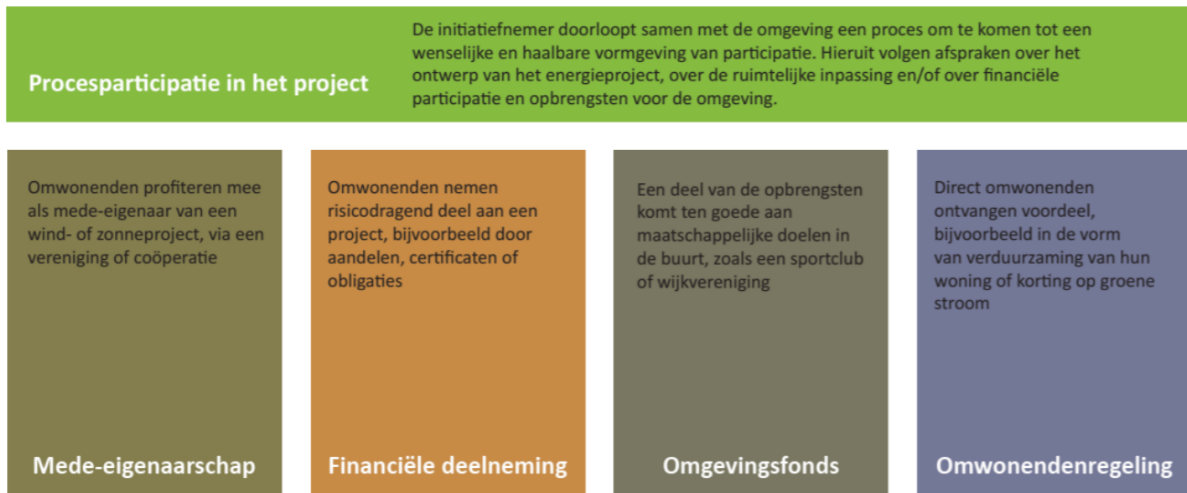 Procesparticipatie in het project
De initiatiefnemer doorloopt samen met de omgeving een proces om te komen tot een
wenselijke en haalbare vormgeving van participatie. Hieruit volgen afspraken over het
ontwerp van het energieproject, over de ruimtelijke inpassing en/of over financiële
participatie en opbrengsten voor de omgeving.
Omwonenden profiteren mee
als mede-eigenaar van een
wind- of zonneproject, via een
vereniging of coöperatie
Mede-eigenaarschap
Omwonenden nemen
risicodragend deel aan een
project, bijvoorbeeld door
aandelen, certificaten of
obligaties
Financiële deelneming
Een deel van de opbrengsten
komt ten goede aan
maatschappelijke doelen in
de buurt, zoals een sportclub
of wijkvereniging
Omgevingsfonds
Direct omwonenden
ontvangen voordeel,
bijvoorbeeld in de vorm
van verduurzaming van hun
woning of korting op groene
stroom
Omwonendenregeling